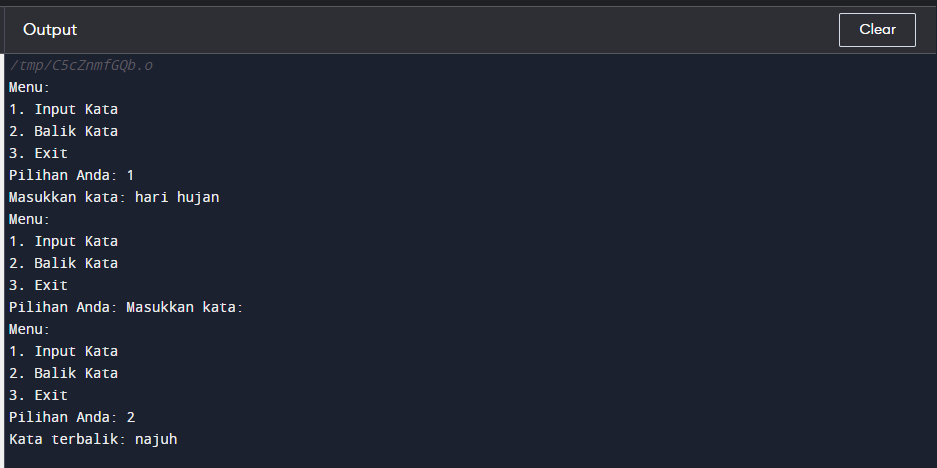 Output
Clear
/tmp/C5cZnmfGQb.o
Menu:
1. Input Kata
2. Balik Kata
3. Exit
Pilihan Anda: 1
Masukkan kata: hari hujan
Menu:
1. Input Kata
2. Balik Kata
3. Exit
Pilihan Anda: Masukkan kata:
Menu:
1. Input Kata
2. Balik Kata
3. Exit
Pilihan Anda: 2
Kata terbalik: najuh